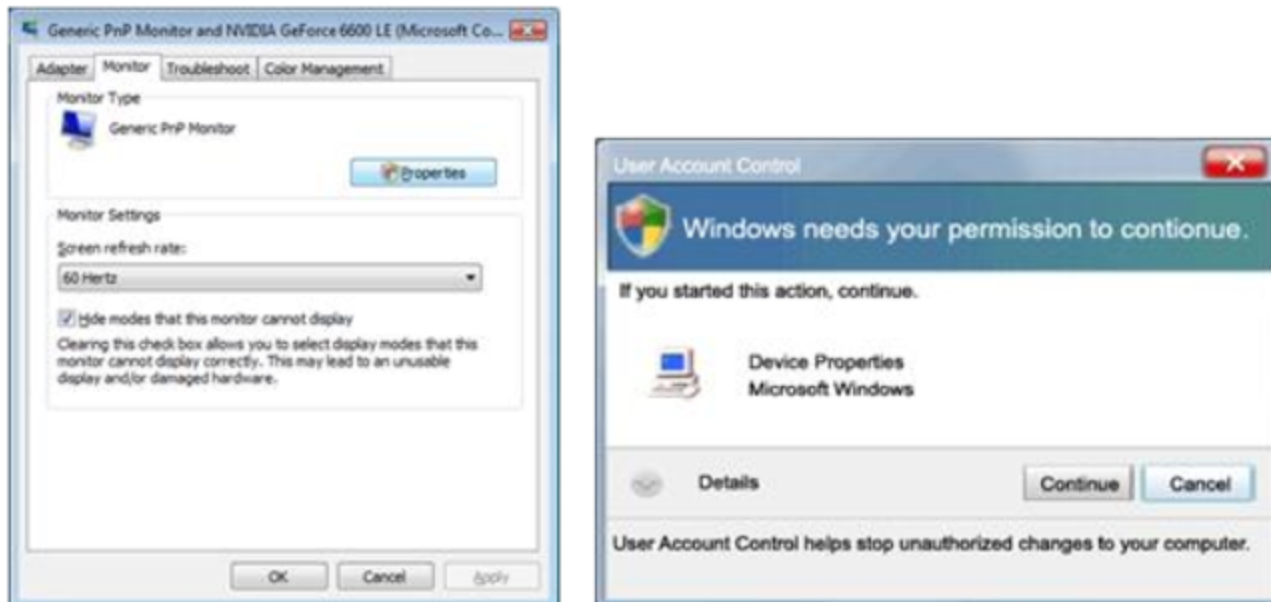 Generic PnP Monitor and NVIDIA GeForce 6600 LE (Microsoft Co...
Adapter Monitor Troubleshoot Color Management
Monitor Type
Generic PnP Monitor
Properties
Monitor Settings
Screen refresh rate:
60 Hertz
Hide modes that this monitor cannot display
Clearing this check box allows you to select display modes that this
monitor cannot display correctly. This may lead to an unusable
display and/or damaged hardware.
OK Cancel Apply
User Account Control
Windows needs your permission to contionue.
If you started this action, continue.
Device Properties
Microsoft Windows
Details Continue Cancel
User Account Control helps stop unauthorized changes to your computer.